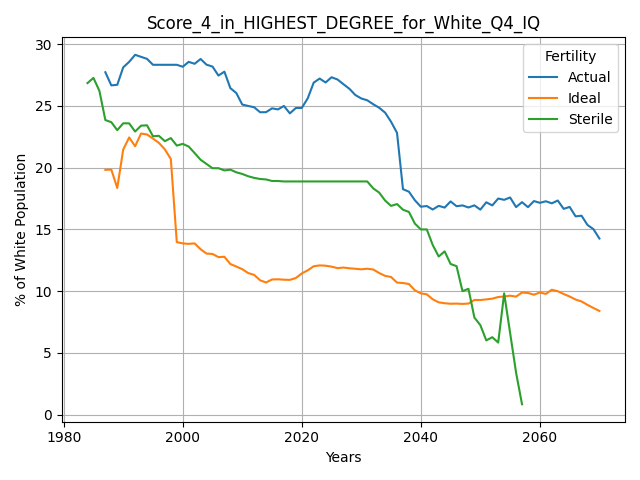 Score_4_in_HIGHEST_DEGREE_for_White_Q4_IQ
30
25
20
15
10
5
0
% of White Population
Fertility
Actual
Ideal
Sterile
1980
2000
2020
2040
2060
Years